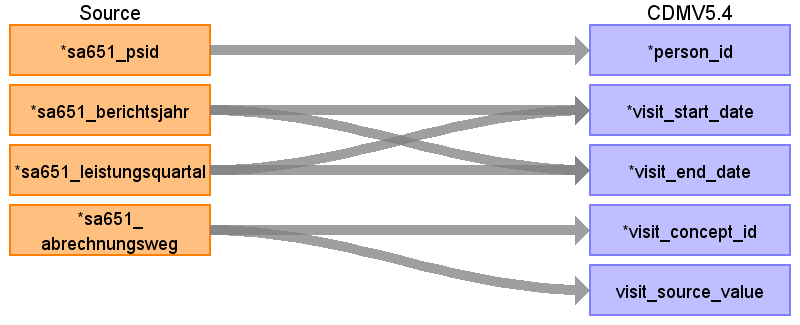 Source
CDMV5.4
*sa651_psid
*person_id
*sa651_berichtsjahr
*visit_start_date
*sa651_leistungsquartal
*visit_end_date
*sa651_
abrechnungsweg
*visit_concept_id
visit_source_value